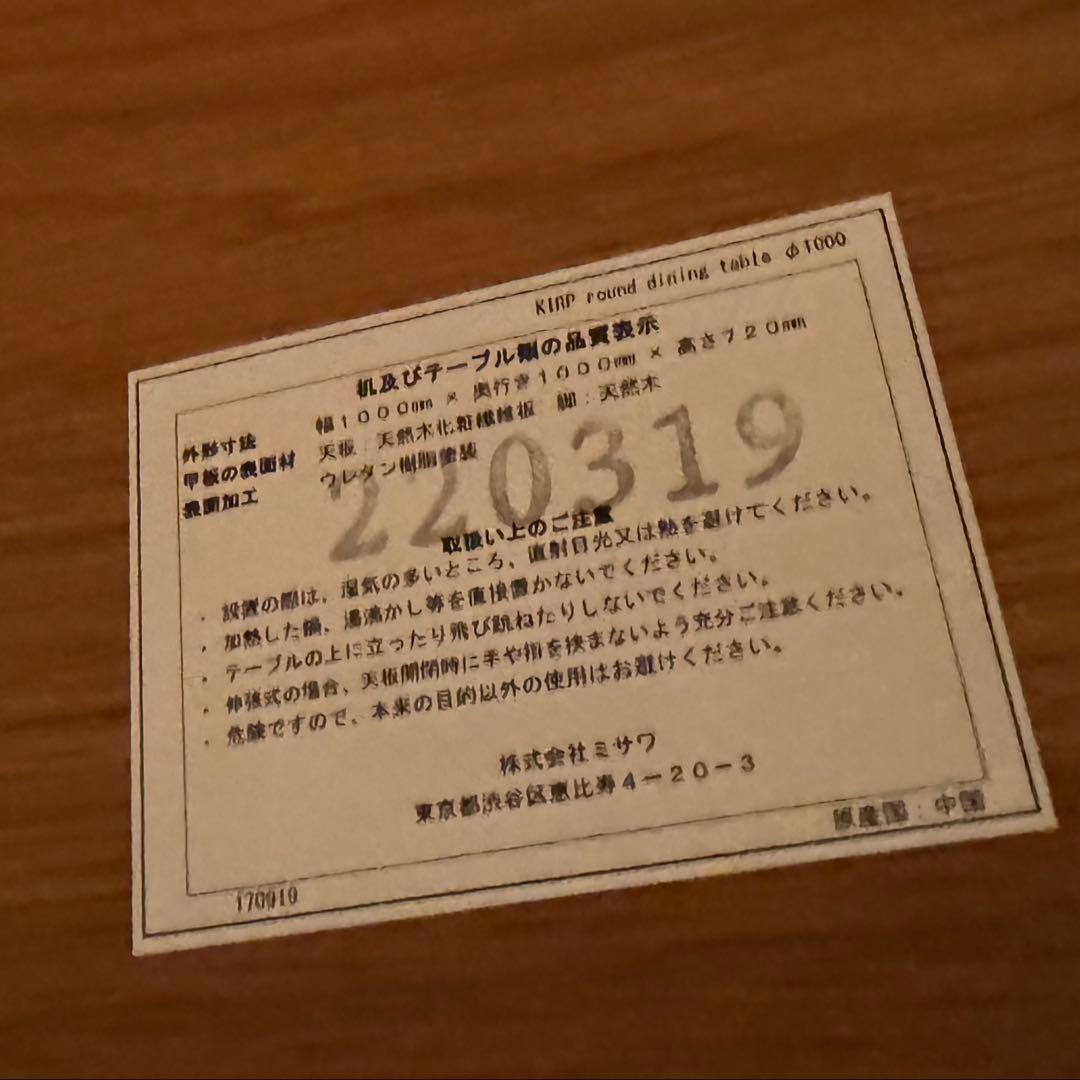 KIRP round dining table φ1000
机及びテーブル類の品質表示
外形寸法 幅1000mm × 奥行き1000mm × 高さ720mm
甲板の表面材 天板：天然木化粧繊維板 脚：天然木
表面加工 ウレタン樹脂塗装
220319
取扱い上のご注意
・ 設置の際は、湿気の多いところ、直射日光又は熱を避けてください。
・ 加熱した鍋、湯沸かし等を直接置かないでください。
・ テーブルの上に立ったり飛び跳ねたりしないでください。
・ 伸張式の場合、天板開閉時に手や指を挟まないよう充分ご注意ください。
・ 危険ですので、本来の目的以外の使用はお避けください。
株式会社ミサワ
東京都渋谷区恵比寿4－20－3
原産国：中国